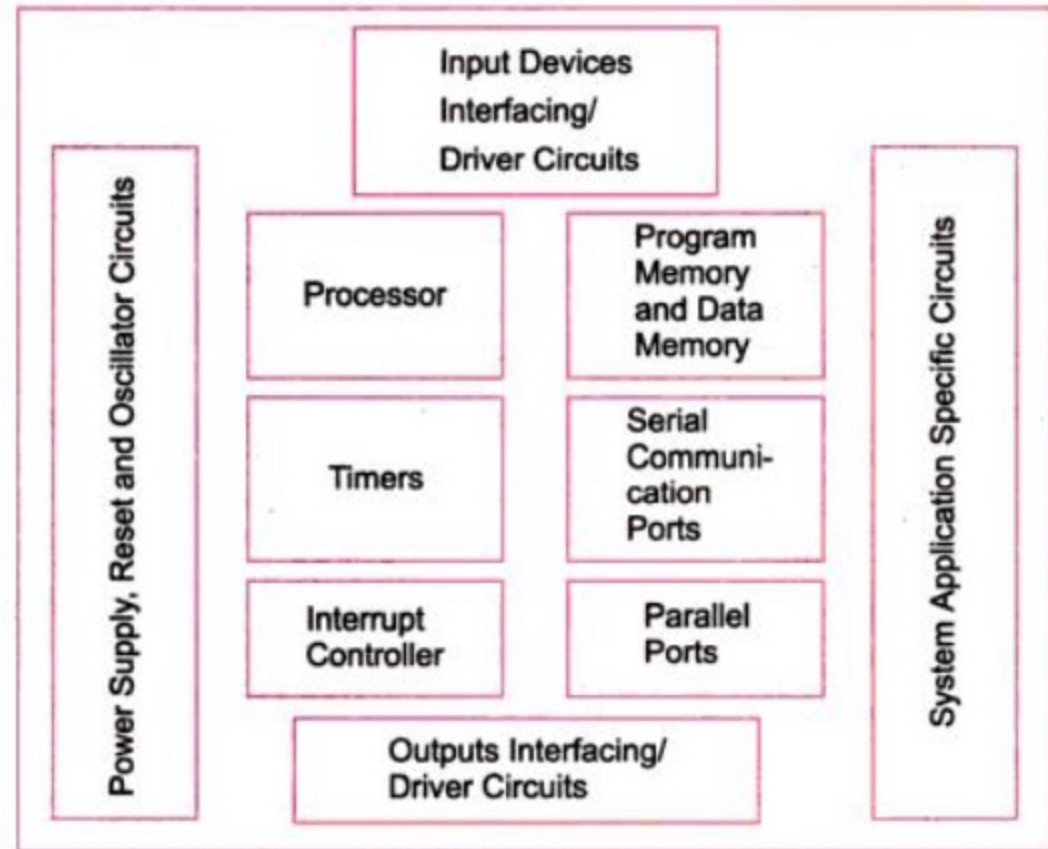 Input Devices
Interfacing/
Driver Circuits
Power Supply, Reset and Oscillator Circuits
Processor
Program
Memory
and Data
Memory
System Application Specific Circuits
Timers
Serial
Communi-
cation
Ports
Interrupt
Controller
Parallel
Ports
Outputs Interfacing/
Driver Circuits